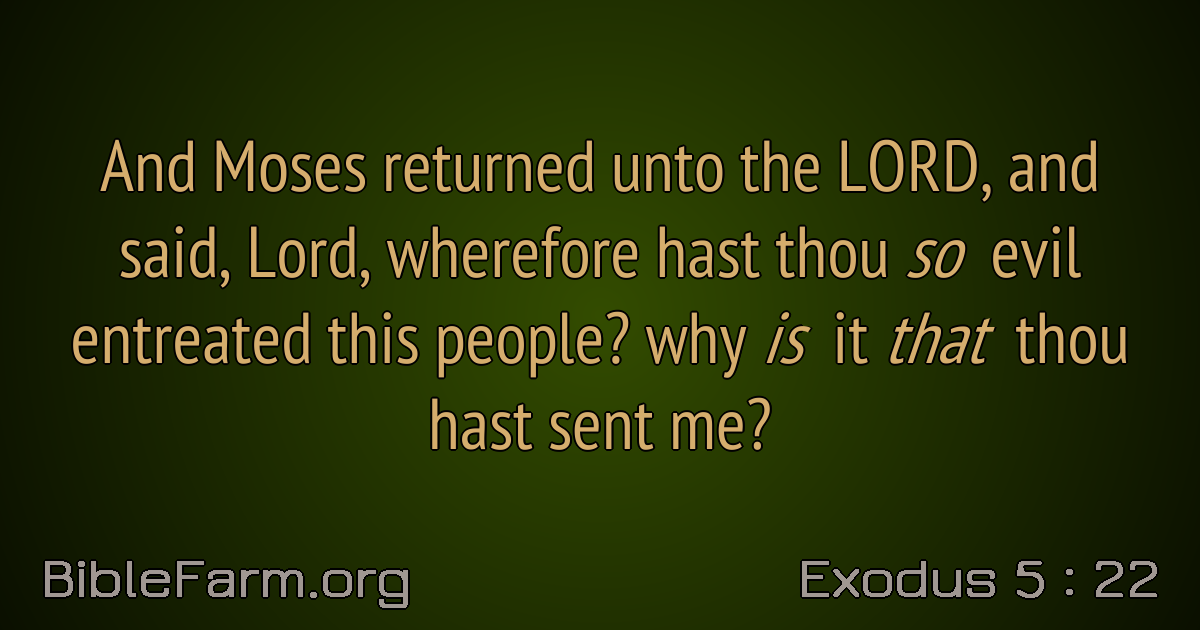 And Moses returned unto the LORD, and
said, Lord, wherefore hast thou so evil
entreated this people? why is it that thou
hast sent me?
BibleFarm.org
Exodus 5 : 22